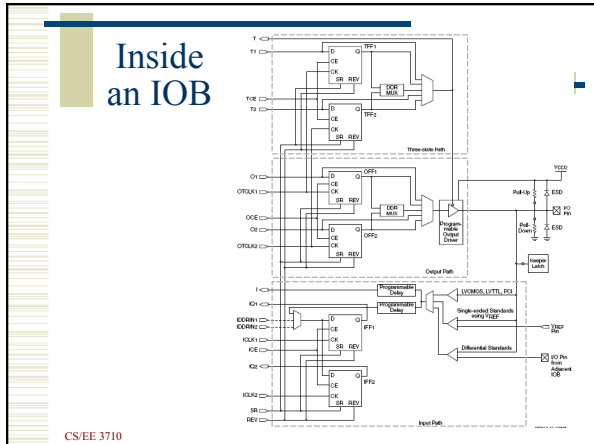 Inside
an IOB
T
T1
D
Q
TFF1
CE
CK
SR REV
DDR
MUX
TCE
T2
D
Q
TFF2
CE
CK
SR REV
Three-state Path
O1
D
Q
OFF1
OTCLK1
CE
CK
SR REV
DDR
MUX
OCE
O2
D
Q
OFF2
CE
OTCLK2
CK
SR REV
Program-
mable
Output
Driver
VCCO
Pull-Up
ESD
I/O
Pin
Pull-
Down
ESD
Keeper
Latch
Output Path
I
Programmable
Delay
LVCMOS, LVTTL, PCI
IQ1
Programmable
Delay
IDDRIN1
IDDRIN2
D
Q
IFF1
Single-ended Standards
using VREF
VREF
Pin
ICLK1
CE
ICE
CK
SR REV
Differential Standards
I/O Pin
from
Adjacent
IOB
IQ2
D
Q
IFF2
CE
ICLK2
CK
SR REV
SR
REV
Input Path
CS/EE 3710